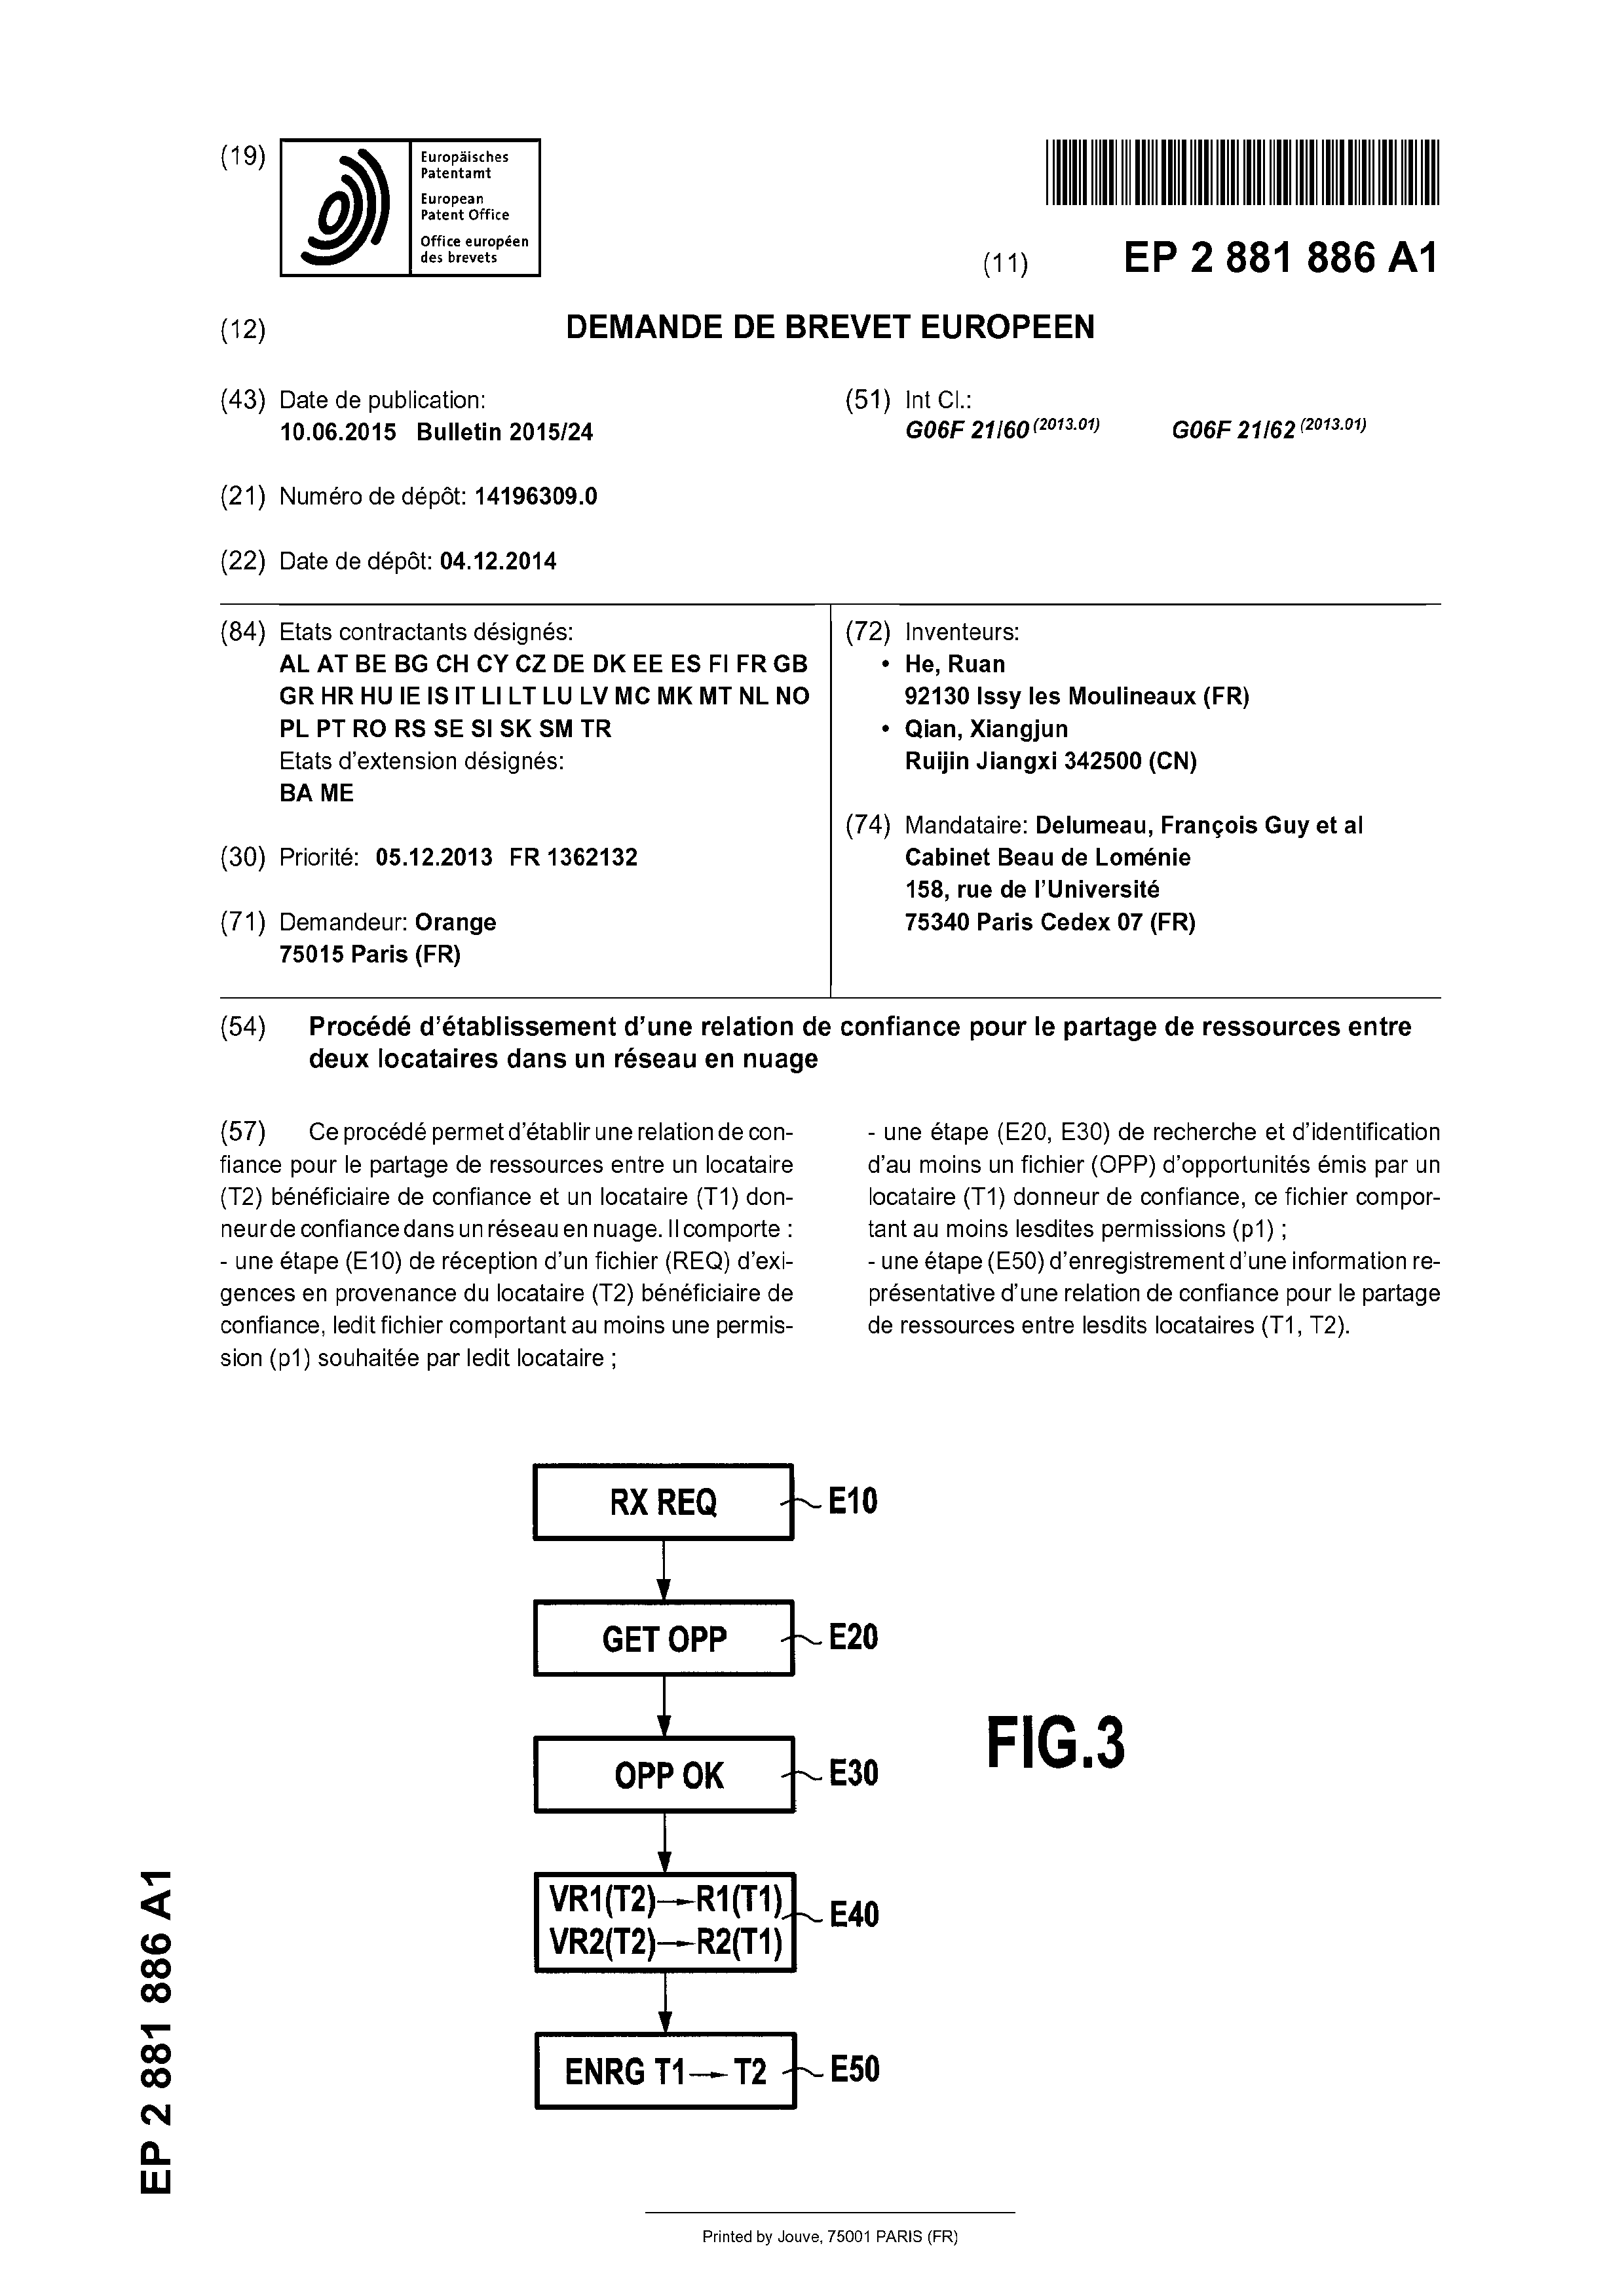 (19)
Europäisches
Patentamt
European
Patent Office
Office européen
des brevets
(11)
EP 2 881 886 A1
(12)
DEMANDE DE BREVET EUROPEEN
(43) Date de publication:
10.06.2015 Bulletin 2015/24
(51) Int Cl.:
G06F 21/60 (2013.01) G06F 21/62 (2013.01)
(21) Numéro de dépôt: 14196309.0
(22) Date de dépôt: 04.12.2014
(84) Etats contractants désignés:
AL AT BE BG CH CY CZ DE DK EE ES FI FR GB
GR HR HU IE IS IT LI LT LU LV MC MK MT NL NO
PL PT RO RS SE SI SK SM TR
Etats d'extension désignés:
BA ME
(30) Priorité: 05.12.2013 FR 1362132
(71) Demandeur: Orange
75015 Paris (FR)
(72) Inventeurs:
• He, Ruan
92130 Issy les Moulineaux (FR)
• Qian, Xiangjun
Ruijin Jiangxi 342500 (CN)
(74) Mandataire: Delumeau, François Guy et al
Cabinet Beau de Loménie
158, rue de l'Université
75340 Paris Cedex 07 (FR)
(54) Procédé d'établissement d'une relation de confiance pour le partage de ressources entre
deux locataires dans un réseau en nuage
(57) Ce procédé permet d'établir une relation de con-
fiance pour le partage de ressources entre un locataire
(T2) bénéficiaire de confiance et un locataire (T1) don-
neur de confiance dans un réseau en nuage. Il comporte :
- une étape (E10) de réception d'un fichier (REQ) d'exi-
gences en provenance du locataire (T2) bénéficiaire de
confiance, ledit fichier comportant au moins une permis-
sion (p1) souhaitée par ledit locataire ;
- une étape (E20, E30) de recherche et d'identification
d'au moins un fichier (OPP) d'opportunités émis par un
locataire (T1) donneur de confiance, ce fichier compor-
tant au moins lesdites permissions (p1) ;
- une étape (E50) d'enregistrement d'une information re-
présentative d'une relation de confiance pour le partage
de ressources entre lesdits locataires (T1, T2).
RX REQ E10
GET OPP E20
OPP OK E30
VR1(T2)→R1(T1)
VR2(T2)→R2(T1)
E40
ENRG T1→T2 E50
FIG.3
EP 2 881 886 A1
Printed by Jouve, 75001 PARIS (FR)